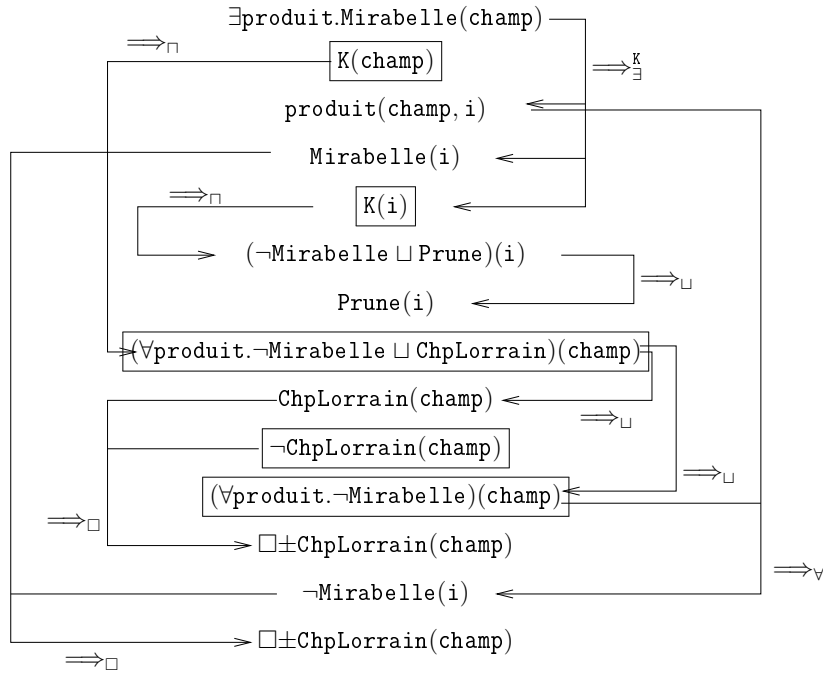 ∃produit.Mirabelle(champ)
⟹⊓
K(champ)
⟹∃ᴷ
produit(champ, i)
Mirabelle(i)
⟹⊓
K(i)
(¬Mirabelle ⊔ Prune)(i)
⟹⊔
Prune(i)
(∀produit.¬Mirabelle ⊔ ChpLorrain)(champ)
ChpLorrain(champ)
⟹⊔
¬ChpLorrain(champ)
⟹⊔
(∀produit.¬Mirabelle)(champ)
⟹□
□±ChpLorrain(champ)
⟹∀
¬Mirabelle(i)
□±ChpLorrain(champ)
⟹□